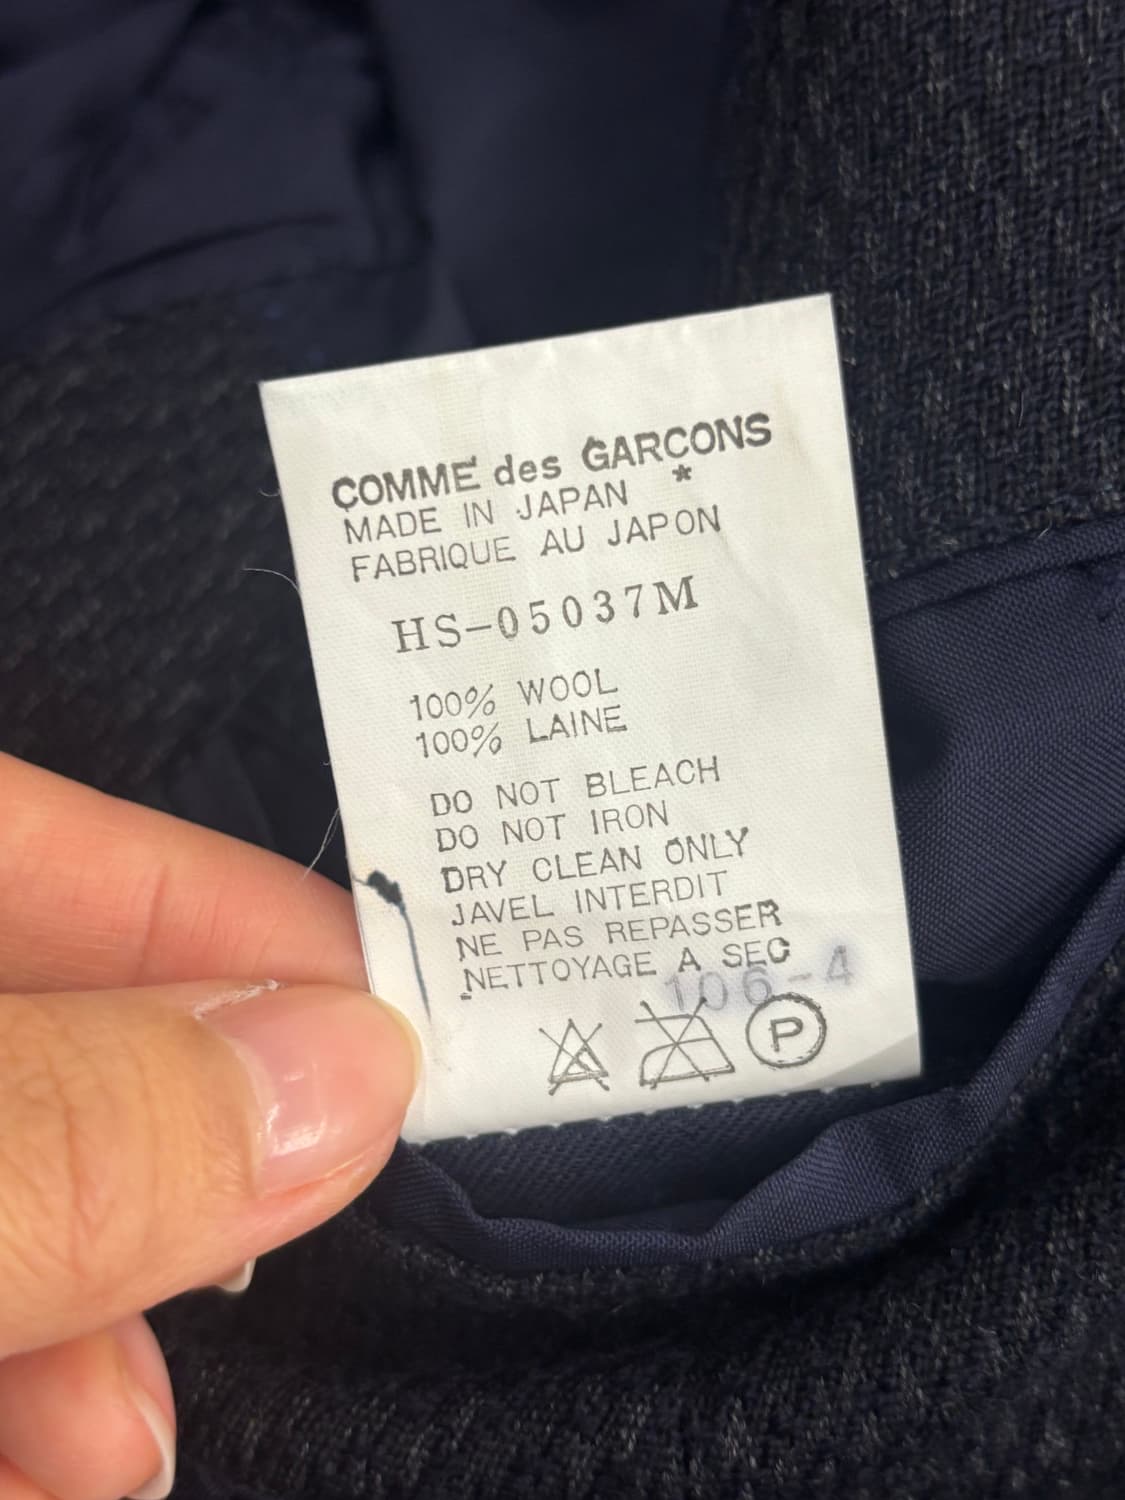 COMME des GARCONS
*
MADE IN JAPAN
FABRIQUE AU JAPON
HS-05037M
100% WOOL
100% LAINE
DO NOT BLEACH
DO NOT IRON
DRY CLEAN ONLY
JAVEL INTERDIT
NE PAS REPASSER
NETTOYAGE A SEC
106-4
P